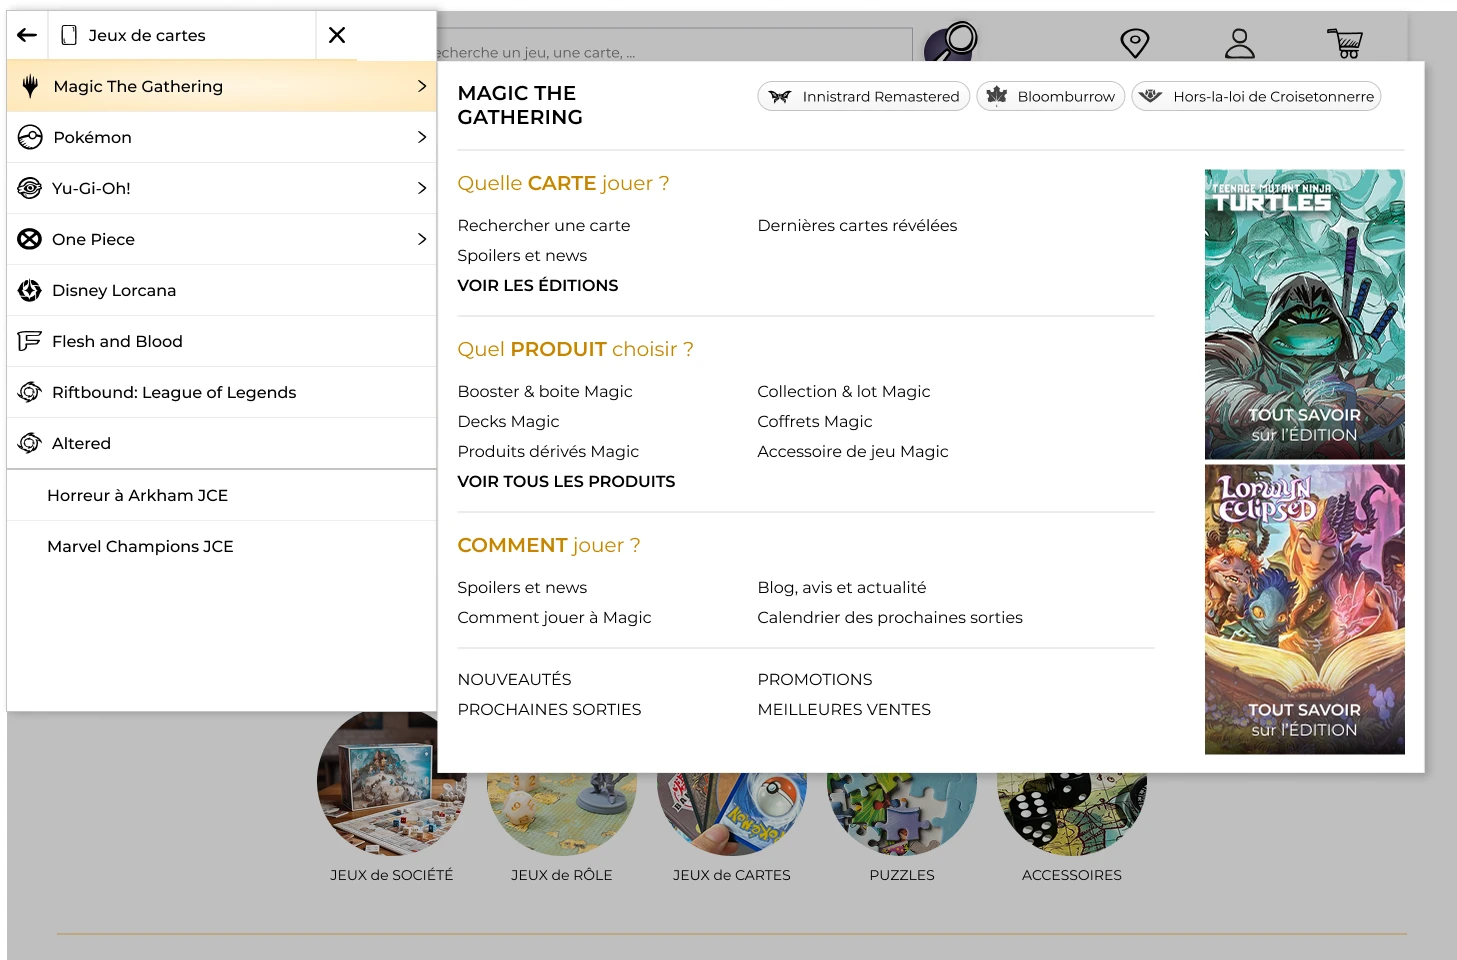 Jeux de cartes
echerche un jeu, une carte, ...
Magic The Gathering
Pokémon
Yu-Gi-Oh!
One Piece
Disney Lorcana
Flesh and Blood
Riftbound: League of Legends
Altered
Horreur à Arkham JCE
Marvel Champions JCE
MAGIC THE
GATHERING
Innistrard Remastered
Bloomburrow
Hors-la-loi de Croisetonnerre
Quelle CARTE jouer ?
Rechercher une carte
Dernières cartes révélées
Spoilers et news
VOIR LES ÉDITIONS
Quel PRODUIT choisir ?
Booster & boite Magic
Collection & lot Magic
Decks Magic
Coffrets Magic
Produits dérivés Magic
Accessoire de jeu Magic
VOIR TOUS LES PRODUITS
COMMENT jouer ?
Spoilers et news
Blog, avis et actualité
Comment jouer à Magic
Calendrier des prochaines sorties
NOUVEAUTÉS
PROMOTIONS
PROCHAINES SORTIES
MEILLEURES VENTES
TEENAGE MUTANT NINJA
TURTLES
TOUT SAVOIR
sur l'ÉDITION
Lorwyn
Eclipsed
TOUT SAVOIR
sur l'ÉDITION
POKÉMON
JEUX de SOCIÉTÉ
JEUX de RÔLE
JEUX de CARTES
PUZZLES
ACCESSOIRES